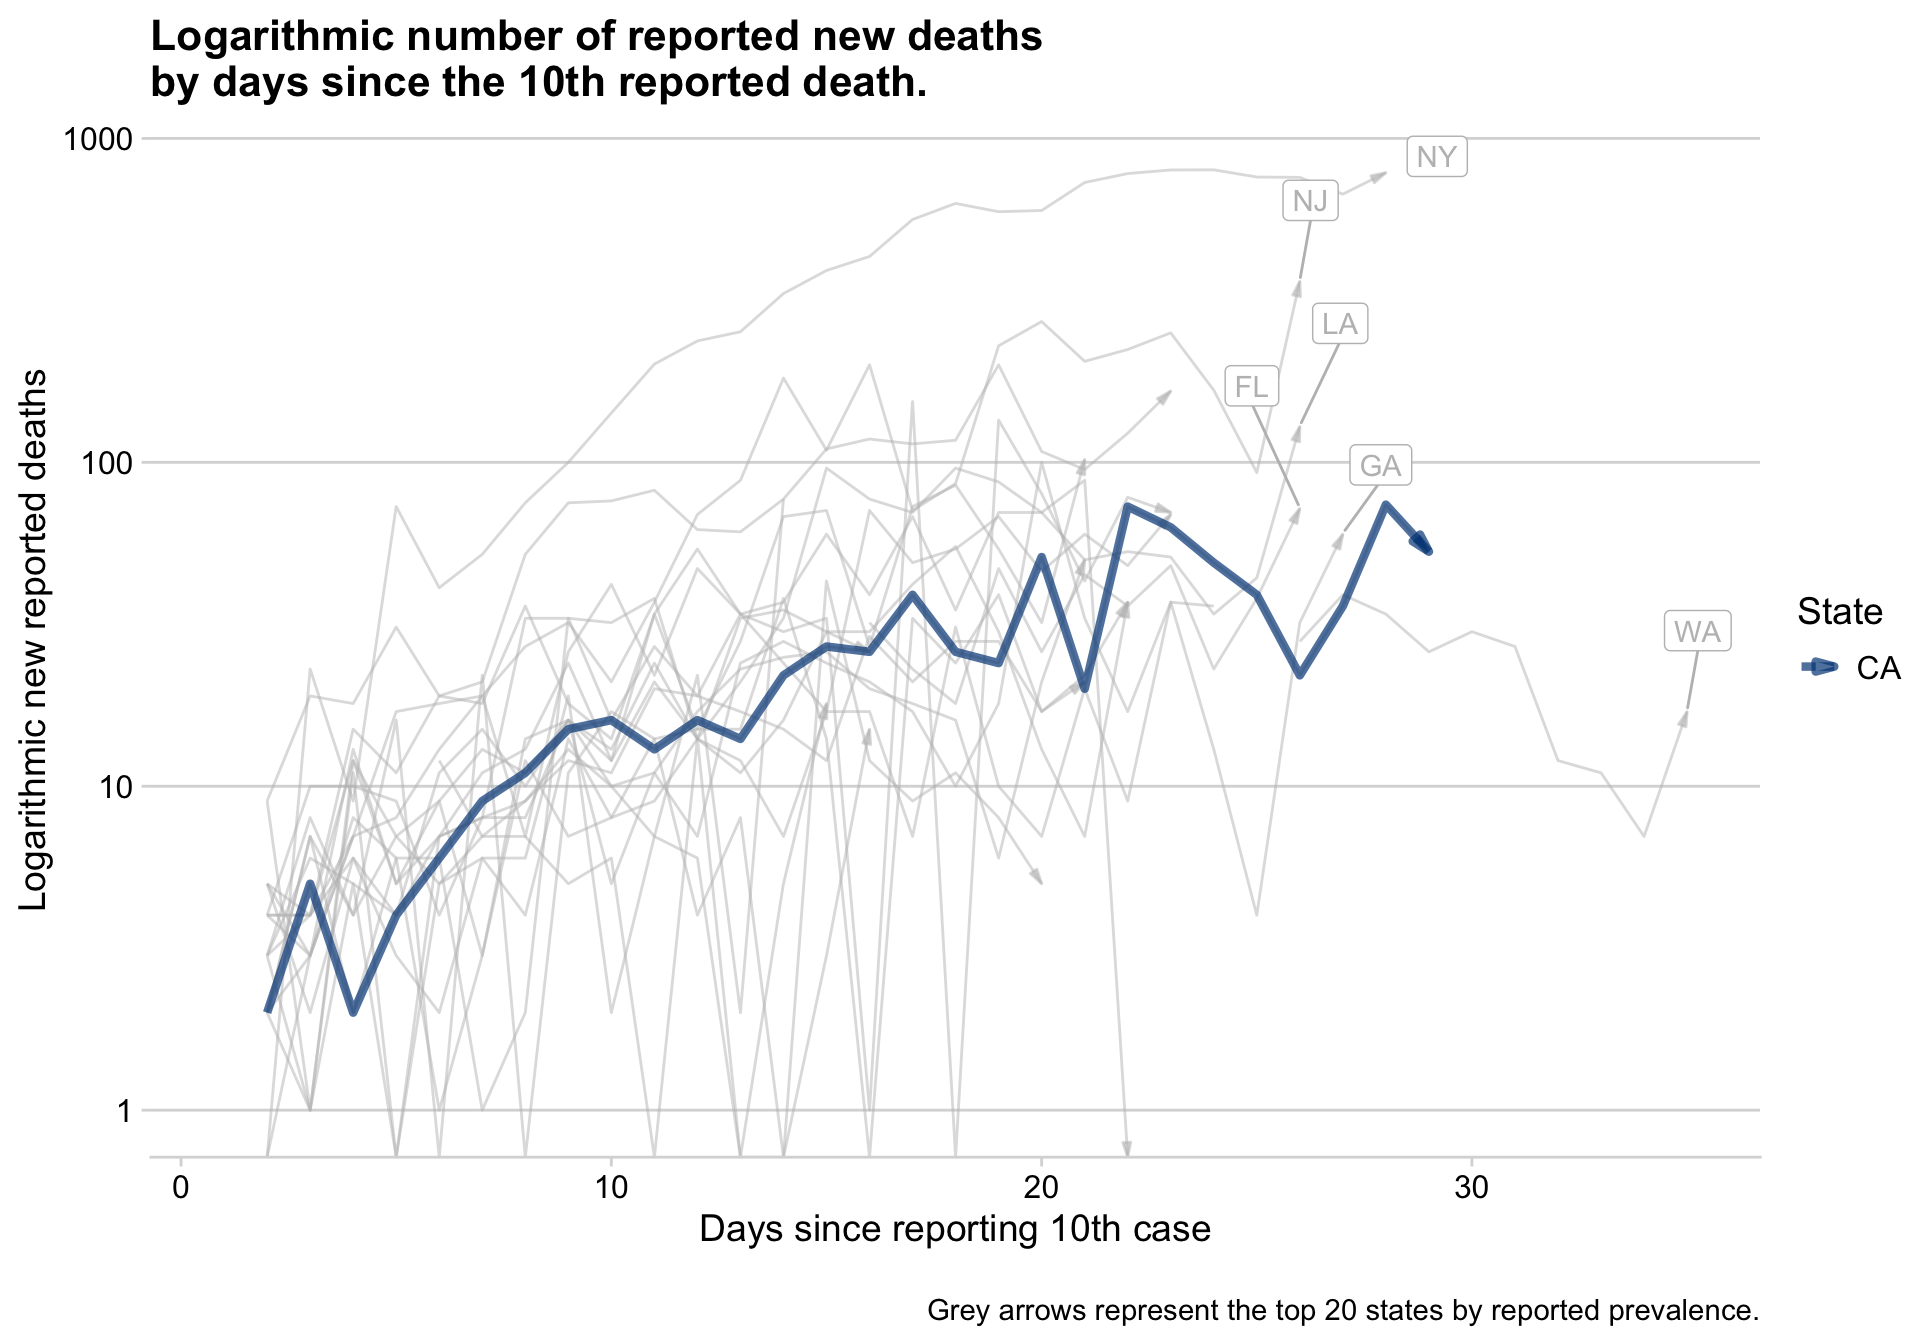 Logarithmic number of reported new deaths
by days since the 10th reported death.
Logarithmic new reported deaths
1000
100
10
1
NY
NJ
LA
FL
GA
WA
State
CA
0 10 20 30
Days since reporting 10th case
Grey arrows represent the top 20 states by reported prevalence.